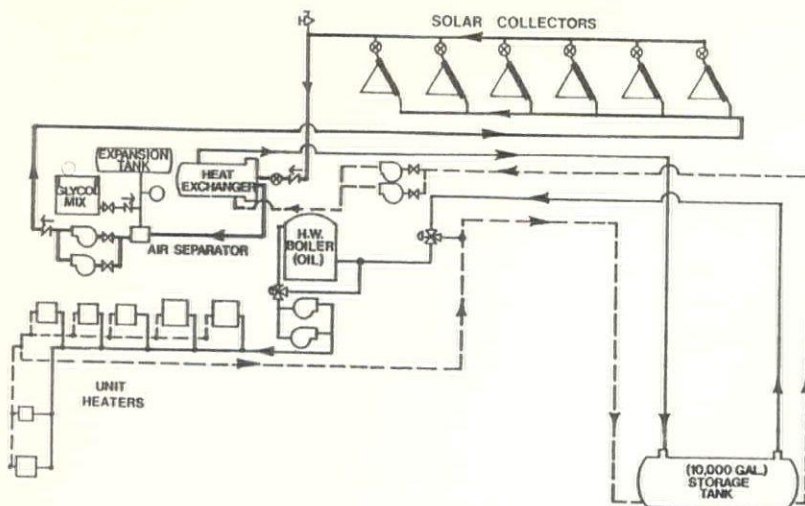 SOLAR COLLECTORS
EXPANSION
TANK
GLYCOL
MIX
HEAT
EXCHANGER
AIR SEPARATOR
H.W.
BOILER
(OIL)
UNIT
HEATERS
(10,000 GAL.)
STORAGE
TANK